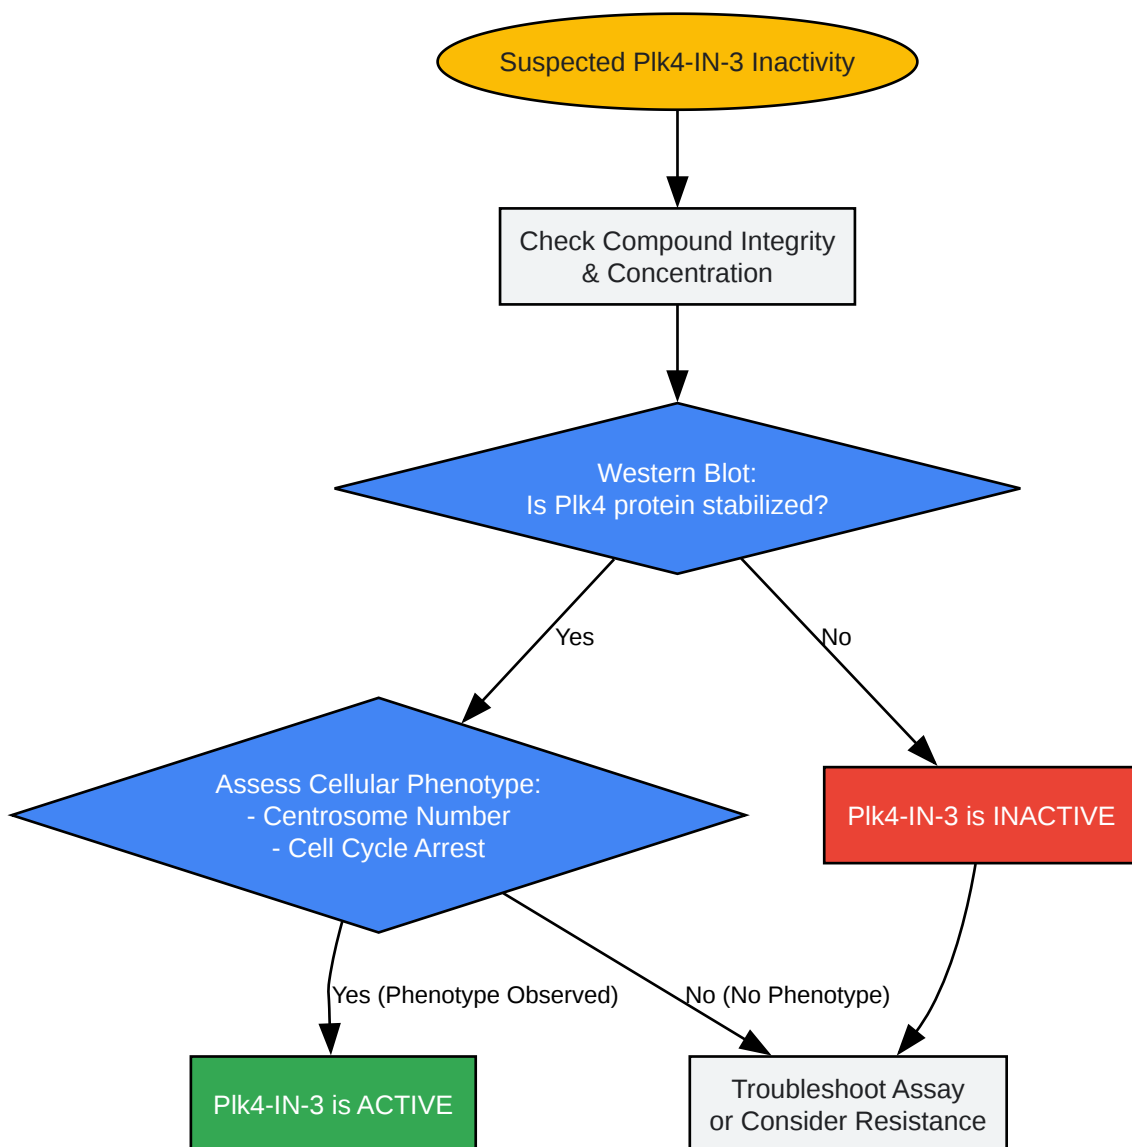 Suspected Plk4-IN-3 Inactivity
Check Compound Integrity
& Concentration
Western Blot:
Is Plk4 protein stabilized?
Yes
No
Assess Cellular Phenotype:
- Centrosome Number
- Cell Cycle Arrest
Plk4-IN-3 is INACTIVE
Yes (Phenotype Observed)
No (No Phenotype)
Plk4-IN-3 is ACTIVE
Troubleshoot Assay
or Consider Resistance